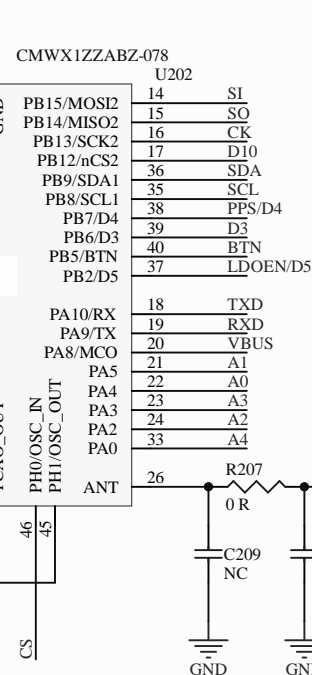 CMWX1ZZABZ-078
U202
GND
PB15/MOSI2 14 SI
PB14/MISO2 15 SO
PB13/SCK2 16 CK
PB12/nCS2 17 D10
PB9/SDA1 36 SDA
PB8/SCL1 35 SCL
PB7/D4 38 PPS/D4
PB6/D3 39 D3
PB5/BTN 40 BTN
PB2/D5 37 LDOEN/D5
PA10/RX 18 TXD
PA9/TX 19 RXD
PA8/MCO 20 VBUS
PA5 21 A1
PA4 22 A0
PA3 23 A3
PA2 24 A2
PA0 33 A4
PH0/OSC_IN
PH1/OSC_OUT
ANT 26
R207
0 R
46
45
C209
NC
CS
GND
GN